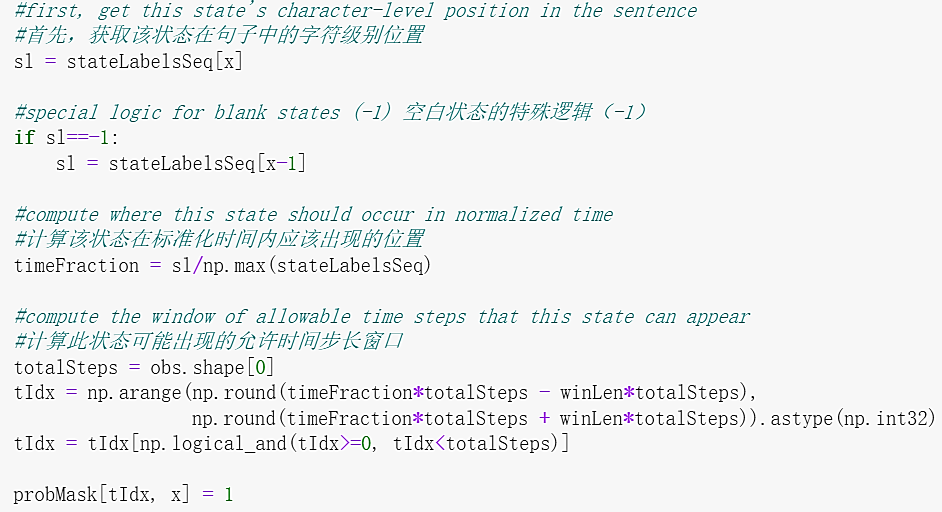 #first, get this state's character-level position in the sentence
#首先，获取该状态在句子中的字符级别位置
sl = stateLabelsSeq[x]
#special logic for blank states (-1) 空白状态的特殊逻辑（-1）
if sl==-1:
    sl = stateLabelsSeq[x-1]
#compute where this state should occur in normalized time
#计算该状态在标准化时间内应该出现的位置
timeFraction = sl/np.max(stateLabelsSeq)
#compute the window of allowable time steps that this state can appear
#计算此状态可能出现的允许时间步长窗口
totalSteps = obs.shape[0]
tIdx = np.arange(np.round(timeFraction*totalSteps - winLen*totalSteps),
                 np.round(timeFraction*totalSteps + winLen*totalSteps)).astype(np.int32)
tIdx = tIdx[np.logical_and(tIdx>=0, tIdx<totalSteps)]
probMask[tIdx, x] = 1